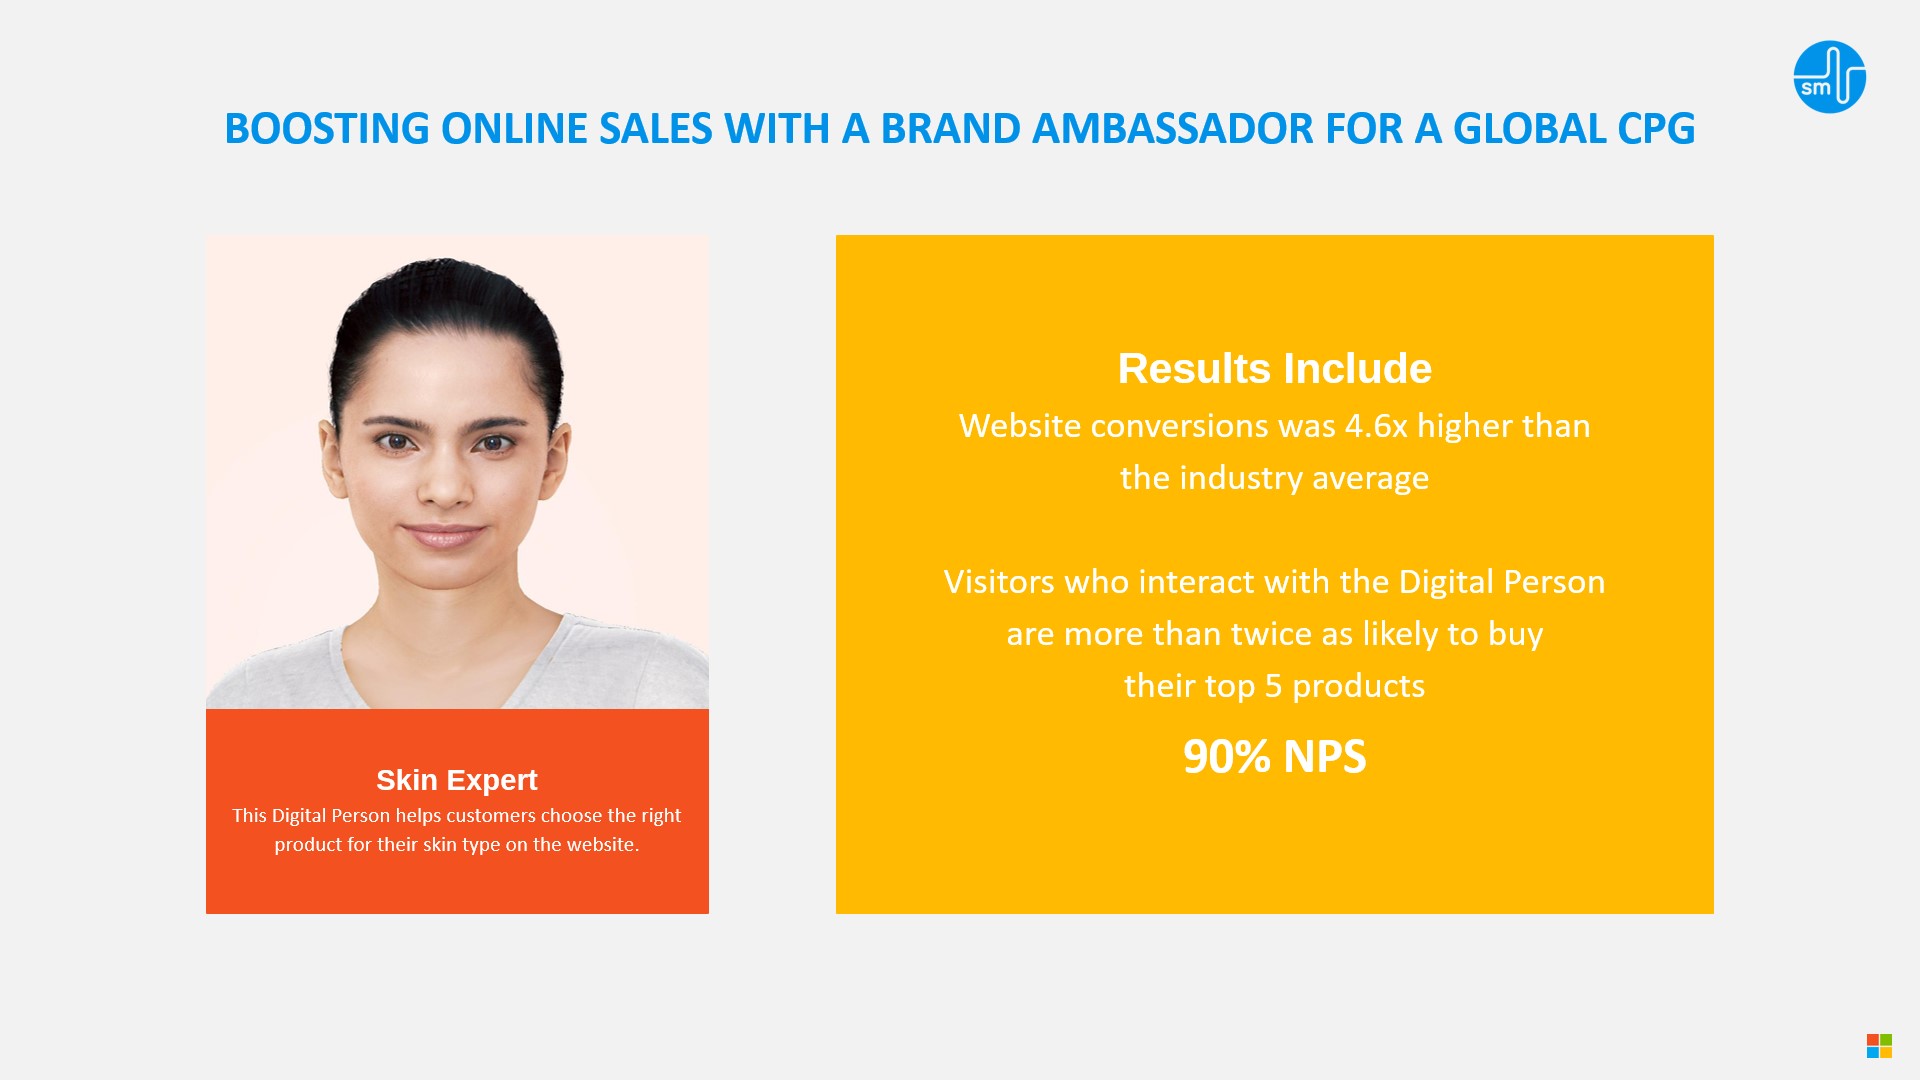 sm
BOOSTING ONLINE SALES WITH A BRAND AMBASSADOR FOR A GLOBAL CPG
Skin Expert
This Digital Person helps customers choose the right
product for their skin type on the website.
Results Include
Website conversions was 4.6x higher than
the industry average
Visitors who interact with the Digital Person
are more than twice as likely to buy
their top 5 products
90% NPS